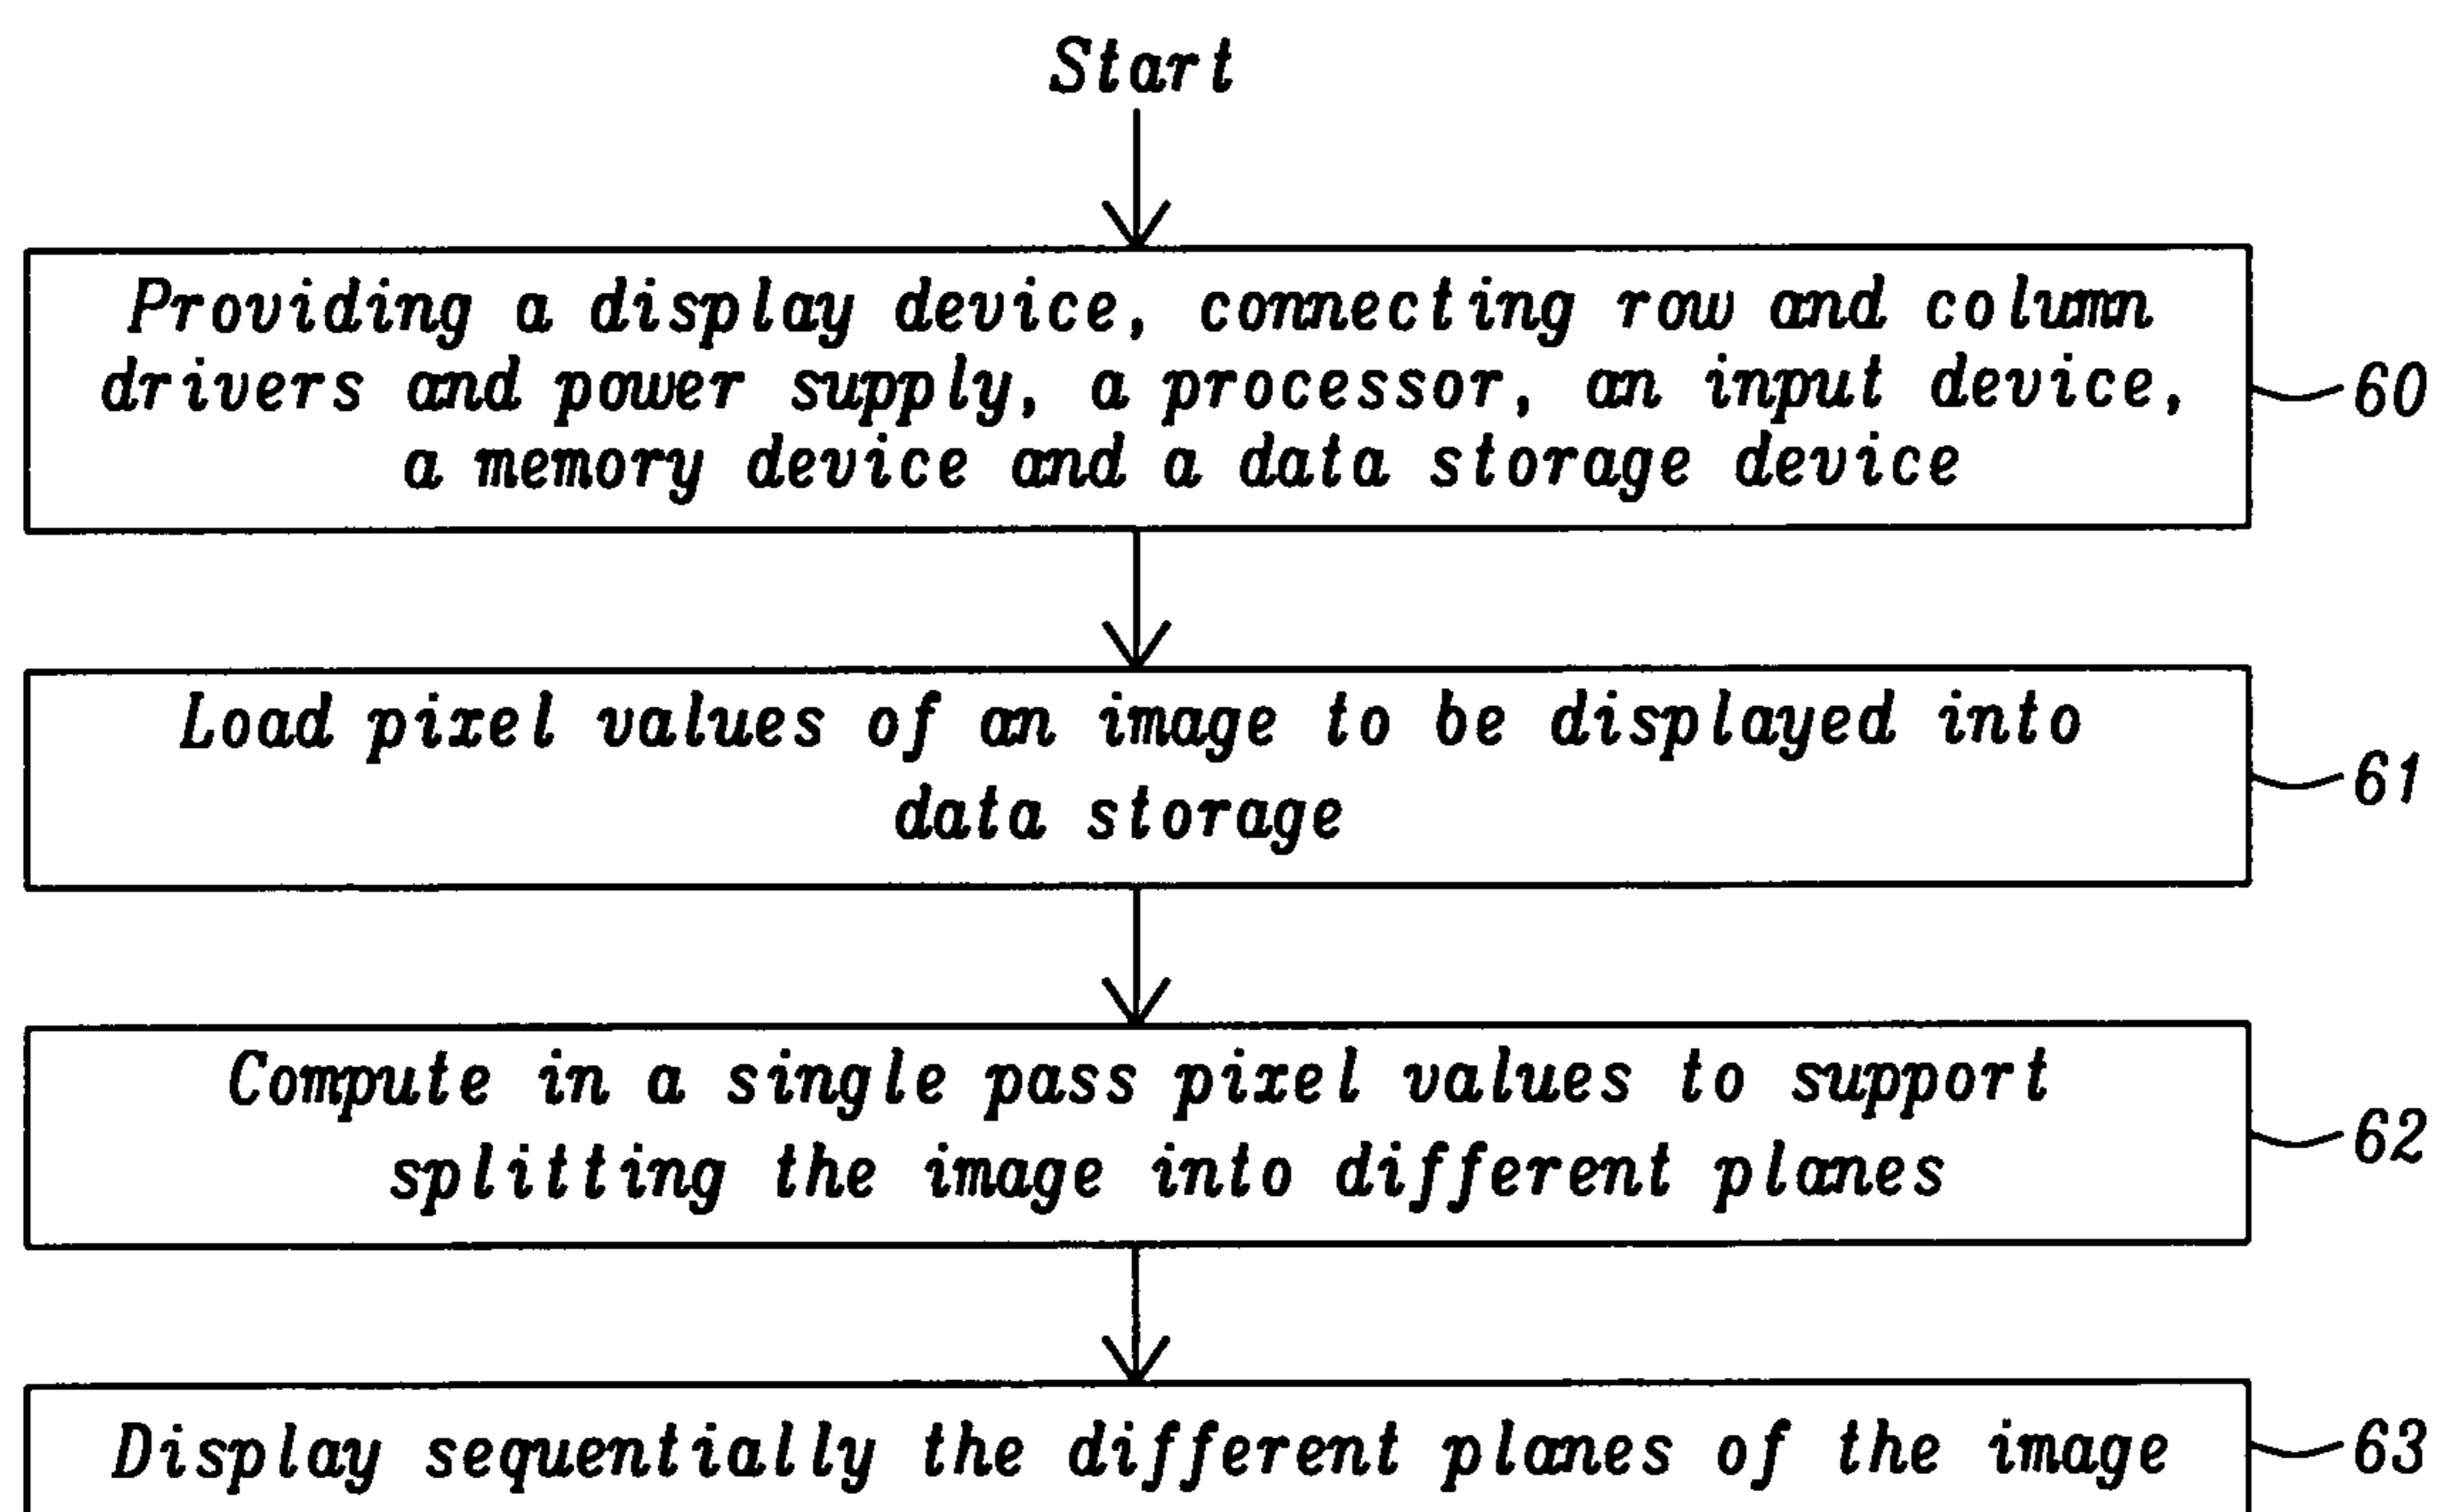 Start
Providing a display device, connecting row and column
drivers and power supply, a processor, an input device,
a memory device and a data storage device
60
Load pixel values of an image to be displayed into
data storage
61
Compute in a single pass pixel values to support
splitting the image into different planes
62
Display sequentially the different planes of the image
63